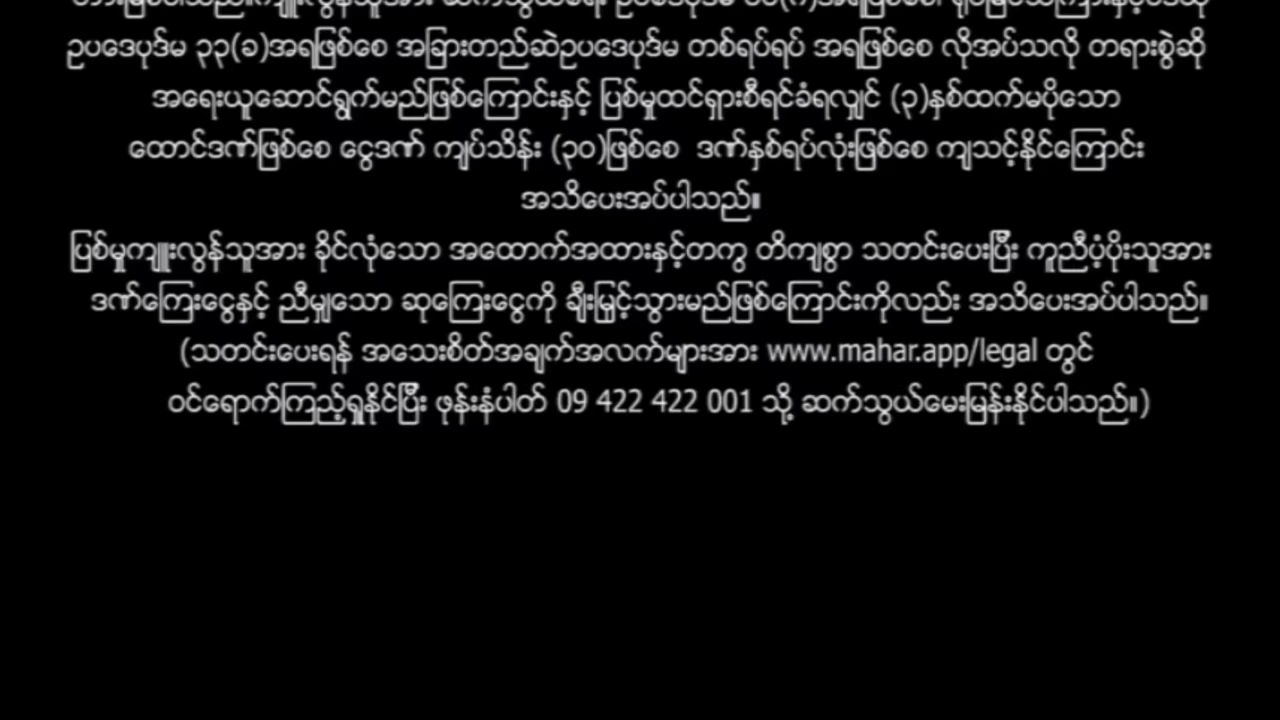 ဥပဒေပုဒ်မ ၃၃(ခ)အရဖြစ်စေ အခြားတည်ဆဲဥပဒေပုဒ်မ တစ်ရပ်ရပ် အရဖြစ်စေ လိုအပ်သလို တရားစွဲဆို
အရေးယူဆောင်ရွက်မည်ဖြစ်ကြောင်းနှင့် ပြစ်မှုထင်ရှားစီရင်ခံရလျှင် (၃)နှစ်ထက်မပိုသော
ထောင်ဒဏ်ဖြစ်စေ ငွေဒဏ် ကျပ်သိန်း (၃၀)ဖြစ်စေ ဒဏ်နှစ်ရပ်လုံးဖြစ်စေ ကျသင့်နိုင်ကြောင်း
အသိပေးအပ်ပါသည်။
ပြစ်မှုကျူးလွန်သူအား ခိုင်လုံသော အထောက်အထားနှင့်တကွ တိကျစွာ သတင်းပေးပြီး ကူညီပံ့ပိုးသူအား
ဒဏ်ကြေးငွေနှင့် ညီမျှသော ဆုကြေးငွေကို ချီးမြှင့်သွားမည်ဖြစ်ကြောင်းကိုလည်း အသိပေးအပ်ပါသည်။
(သတင်းပေးရန် အသေးစိတ်အချက်အလက်များအား www.mahar.app/legal တွင်
ဝင်ရောက်ကြည့်ရှုနိုင်ပြီး ဖုန်းနံပါတ် 09 422 422 001 သို့ ဆက်သွယ်မေးမြန်းနိုင်ပါသည်။)